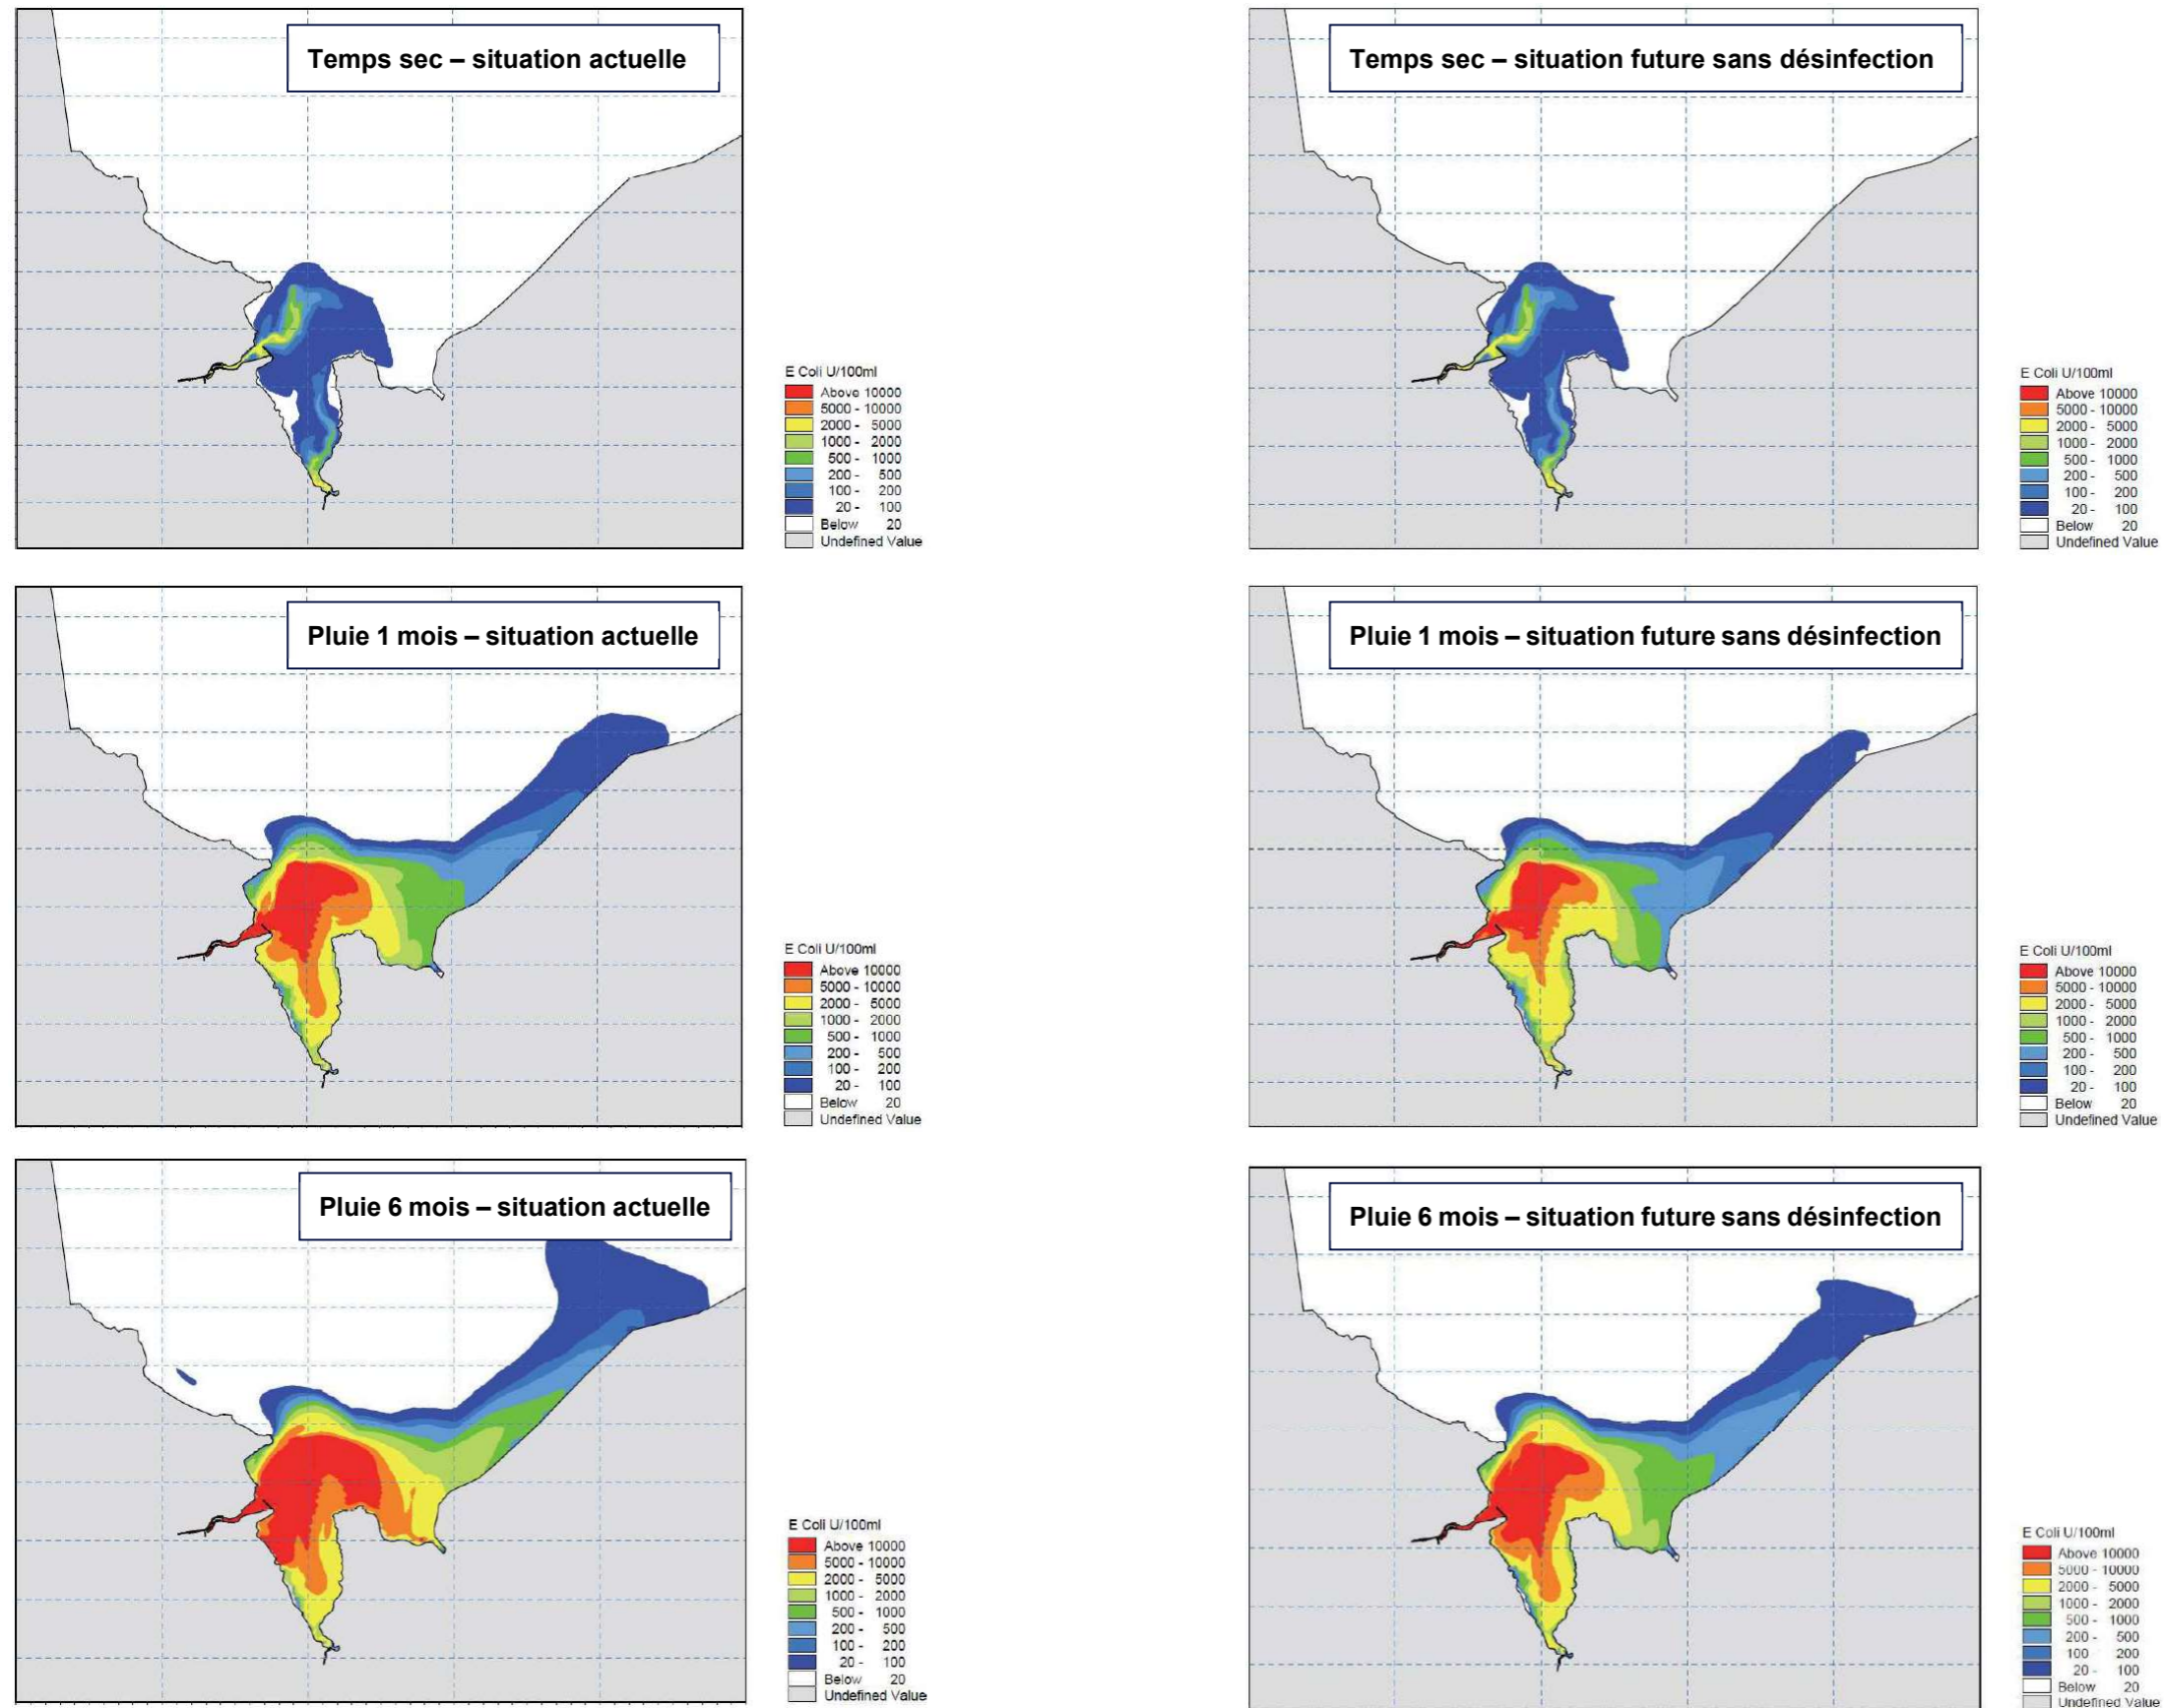 Temps sec – situation actuelle
E Coli U/100ml
Above 10000
5000 - 10000
2000 - 5000
1000 - 2000
500 - 1000
200 - 500
100 - 200
20 - 100
Below 20
Undefined Value
Temps sec – situation future sans désinfection
E Coli U/100ml
Above 10000
5000 - 10000
2000 - 5000
1000 - 2000
500 - 1000
200 - 500
100 - 200
20 - 100
Below 20
Undefined Value
Pluie 1 mois – situation actuelle
E Coli U/100ml
Above 10000
5000 - 10000
2000 - 5000
1000 - 2000
500 - 1000
200 - 500
100 - 200
20 - 100
Below 20
Undefined Value
Pluie 1 mois – situation future sans désinfection
E Coli U/100ml
Above 10000
5000 - 10000
2000 - 5000
1000 - 2000
500 - 1000
200 - 500
100 - 200
20 - 100
Below 20
Undefined Value
Pluie 6 mois – situation actuelle
E Coli U/100ml
Above 10000
5000 - 10000
2000 - 5000
1000 - 2000
500 - 1000
200 - 500
100 - 200
20 - 100
Below 20
Undefined Value
Pluie 6 mois – situation future sans désinfection
E Coli U/100ml
Above 10000
5000 - 10000
2000 - 5000
1000 - 2000
500 - 1000
200 - 500
100 200
20 - 100
Below 20
Undefined Value